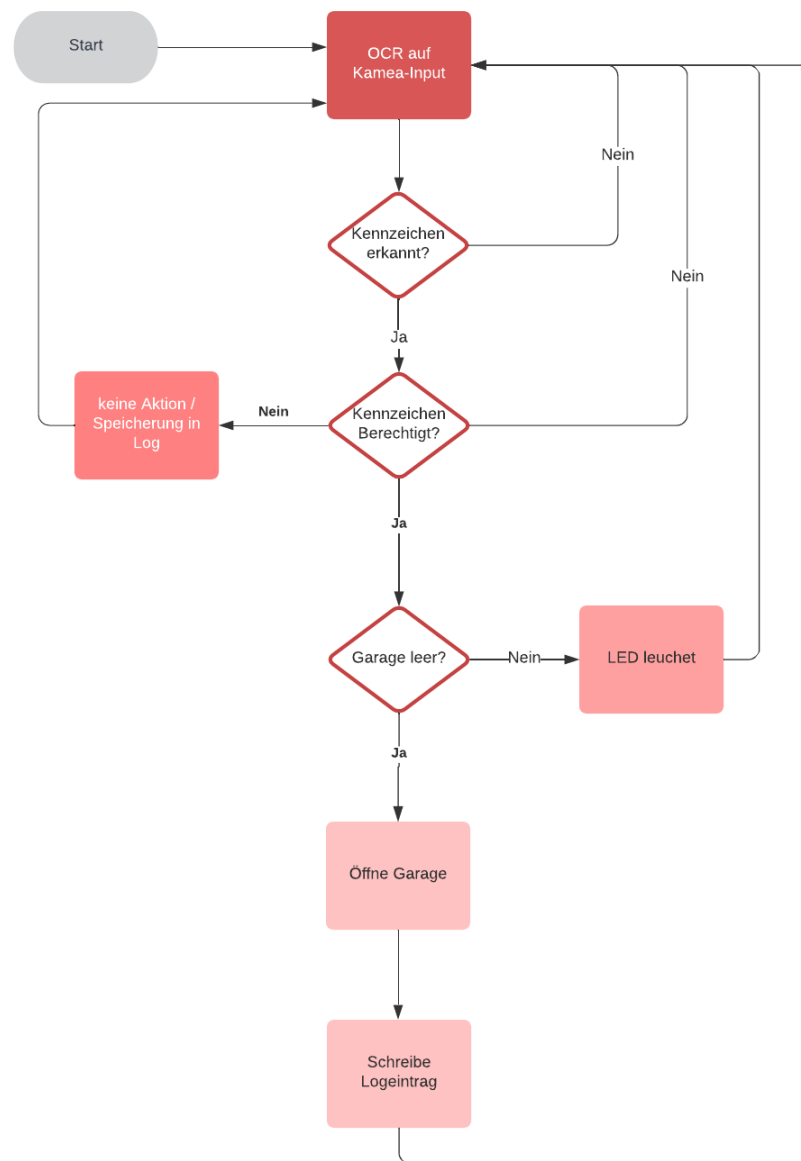 Start
OCR auf
Kamea-Input
Nein
Kennzeichen
erkannt?
Nein
Ja
keine Aktion /
Speicherung in
Log
Nein
Kennzeichen
Berechtigt?
Ja
Garage leer?
Nein
LED leuchet
Ja
Öffne Garage
Schreibe
Logeintrag